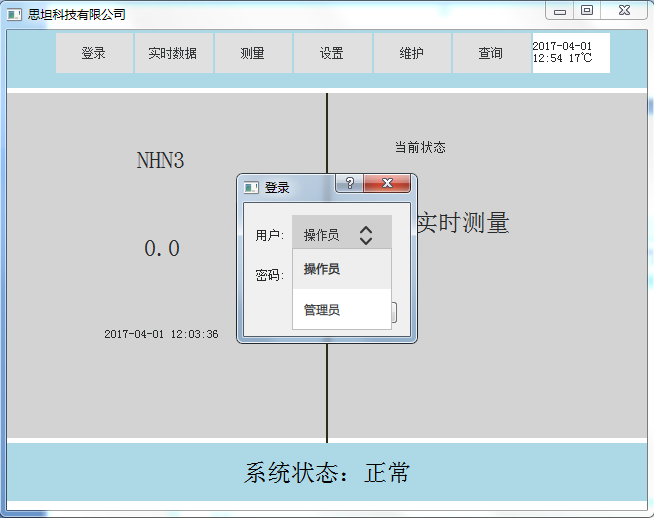 思坦科技有限公司
登录 实时数据 测量 设置 维护 查询 2017-04-01
12:54 17℃
NHN3
当前状态
登录
用户: 操作员
操作员
管理员
密码:
实时测量
0.0
2017-04-01 12:03:36
系统状态：正常